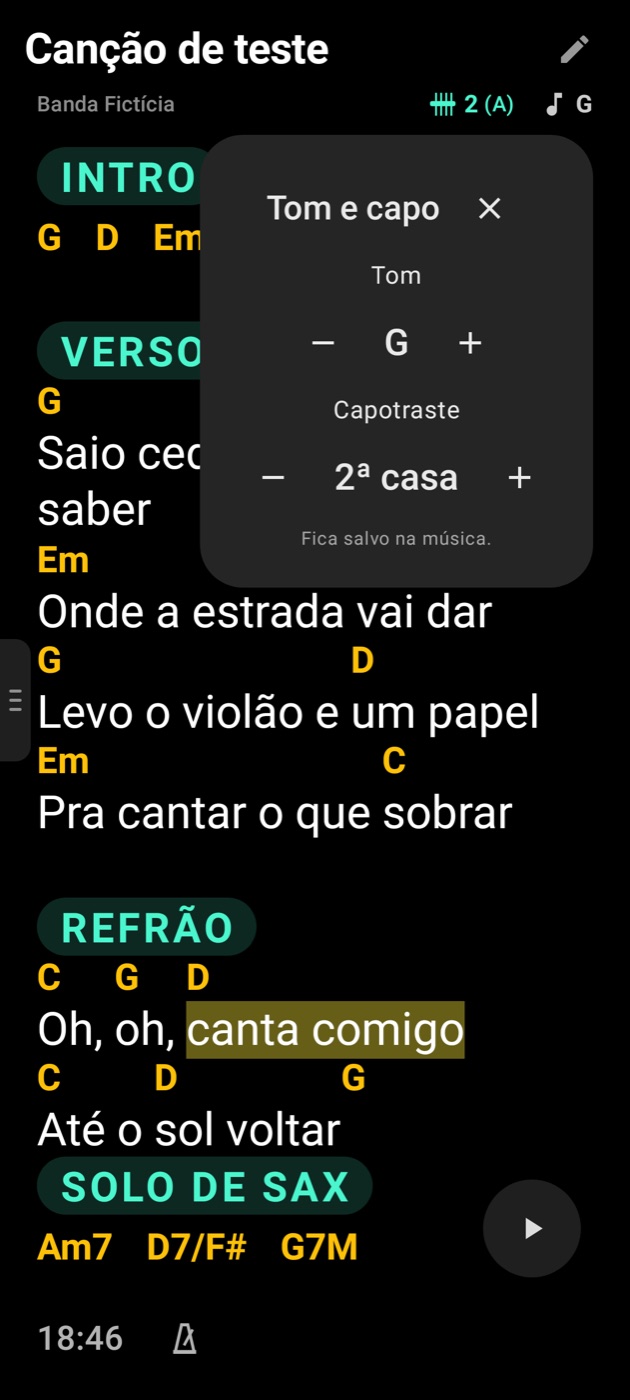 Canção de teste
Banda Fictícia
2 (A)
G
INTRO
G D Em
Tom e capo
Tom
− G +
Capotraste
− 2ª casa +
Fica salvo na música.
VERSO
G
Saio
saber
Em
Onde a estrada vai dar
G D
Levo o violão e um papel
Em C
Pra cantar o que sobrar
REFRÃO
C G D
Oh, oh, canta comigo
C D G
Até o sol voltar
SOLO DE SAX
Am7 D7/F# G7M
18:46